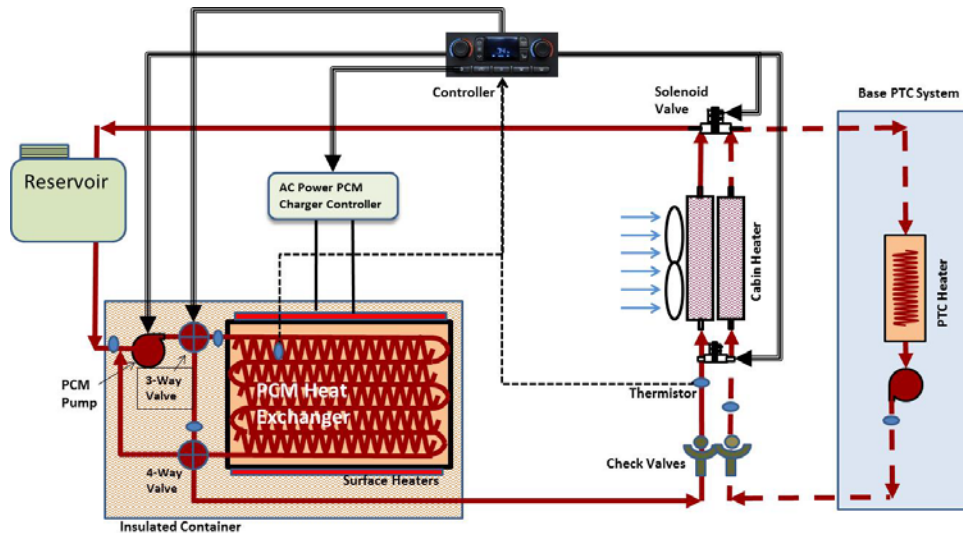 Controller
Solenoid
Valve
Base PTC System
Reservoir
AC Power PCM
Charger Controller
Cabin Heater
PTC Heater
PCM
Pump
3-Way
Valve
PCM Heat
Exchanger
Thermistor
4-Way
Valve
Surface Heaters
Check Valves
Insulated Container